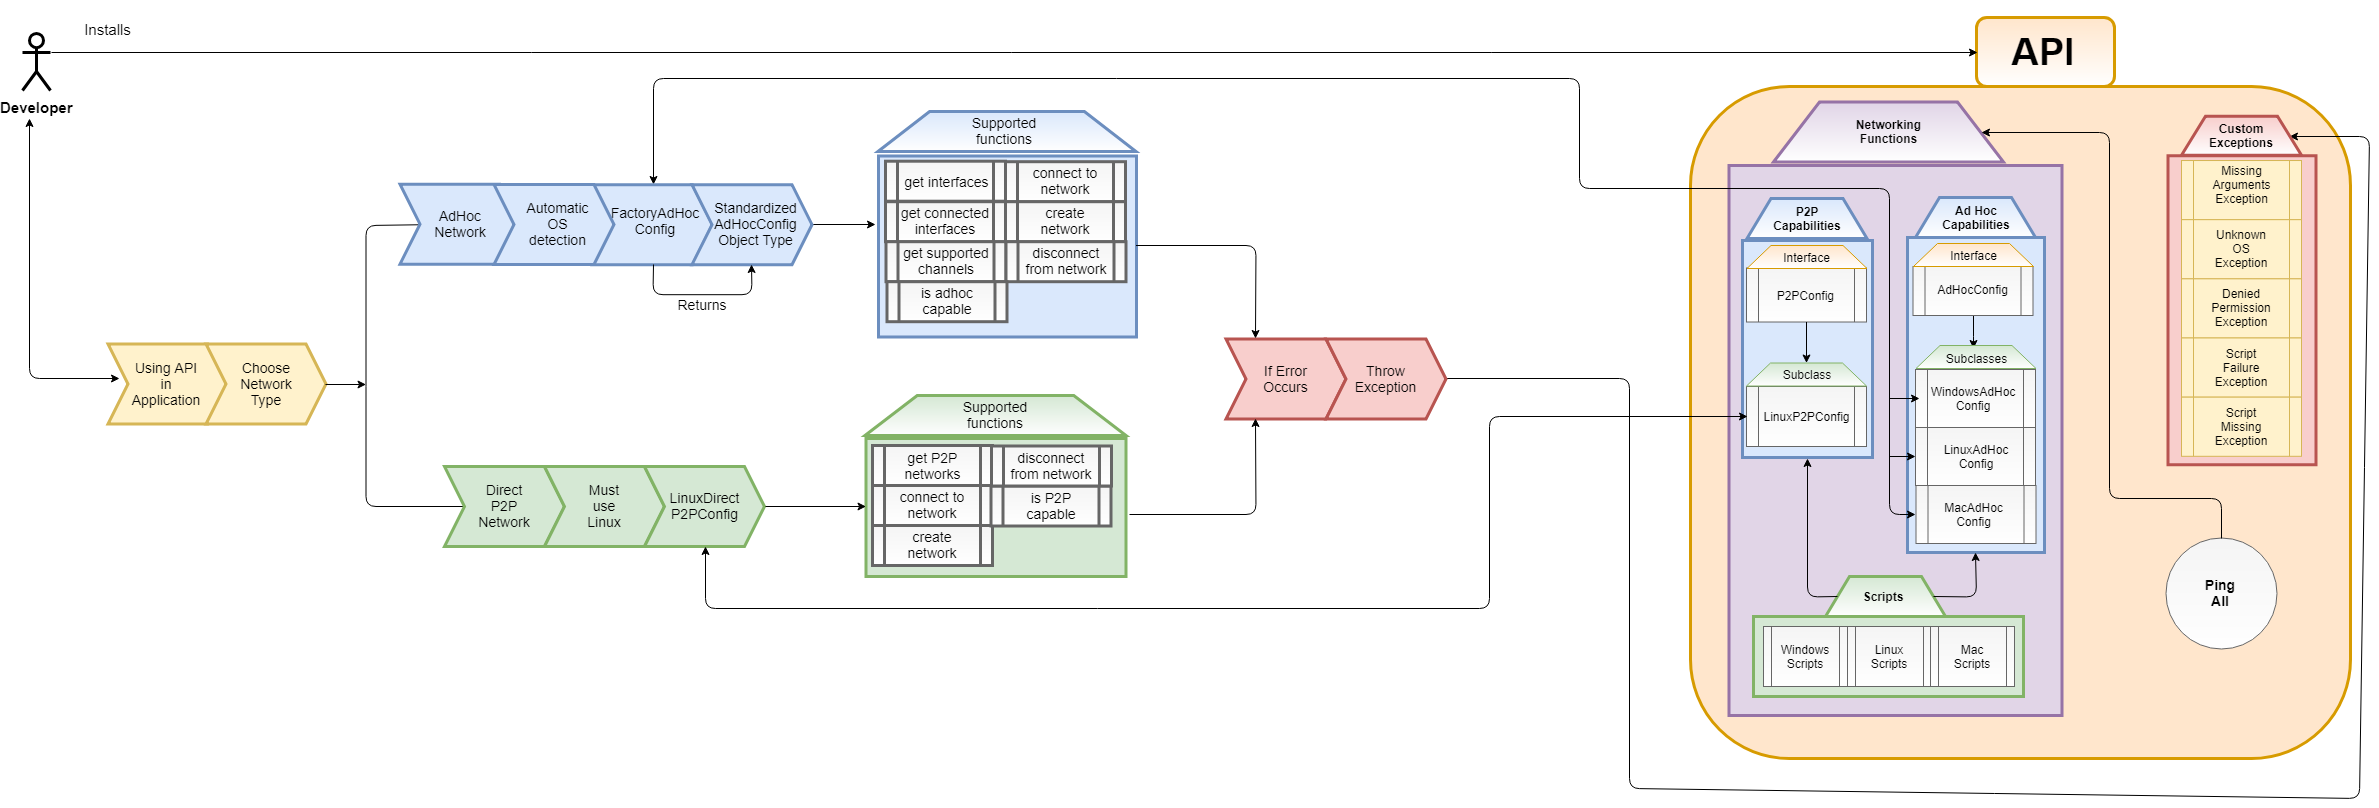 Installs
Developer
API
Using API
in
Application
Choose
Network
Type
AdHoc
Network
Automatic
OS
detection
FactoryAdHoc
Config
Standardized
AdHocConfig
Object Type
Returns
Supported
functions
get interfaces
connect to
network
get connected
interfaces
create
network
get supported
channels
disconnect
from network
is adhoc
capable
Direct
P2P
Network
Must
use
Linux
LinuxDirect
P2PConfig
Supported
functions
get P2P
networks
disconnect
from network
connect to
network
is P2P
capable
create
network
If Error
Occurs
Throw
Exception
Networking
Functions
P2P
Capabilities
Interface
P2PConfig
Subclass
LinuxP2PConfig
Ad Hoc
Capabilities
Interface
AdHocConfig
Subclasses
WindowsAdHoc
Config
LinuxAdHoc
Config
MacAdHoc
Config
Scripts
Windows
Scripts
Linux
Scripts
Mac
Scripts
Custom
Exceptions
Missing
Arguments
Exception
Unknown
OS
Exception
Denied
Permission
Exception
Script
Failure
Exception
Script
Missing
Exception
Ping
All